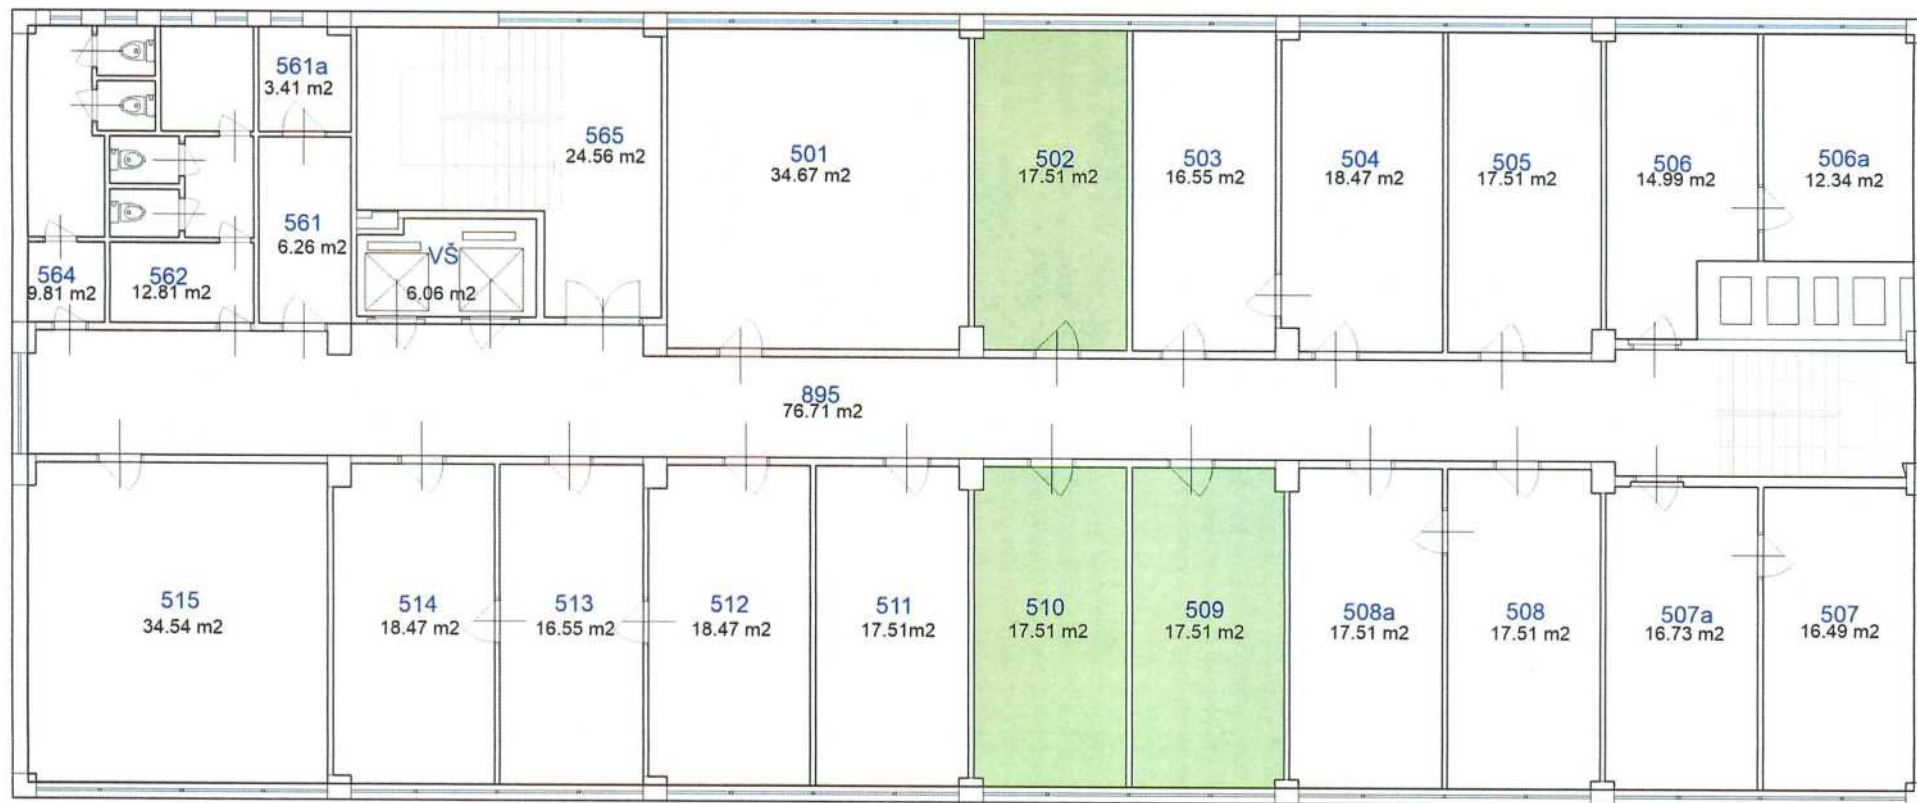 561a
3.41 m2
565
24.56 m2
501
34.67 m2
502
17.51 m2
503
16.55 m2
504
18.47 m2
505
17.51 m2
506
14.99 m2
506a
12.34 m2
561
6.26 m2
VŠ
6.06 m2
564
9.81 m2
562
12.81 m2
895
76.71 m2
515
34.54 m2
514
18.47 m2
513
16.55 m2
512
18.47 m2
511
17.51m2
510
17.51 m2
509
17.51 m2
508a
17.51 m2
508
17.51 m2
507a
16.73 m2
507
16.49 m2